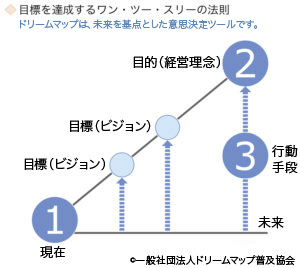 目標を達成するワン・ツー・スリーの法則
ドリームマップは、未来を基点とした意思決定ツールです。
目的（経営理念）
2
目標（ビジョン）
目標（ビジョン）
3
行動
手段
1
未来
現在
©一般社団法人ドリームマップ普及協会